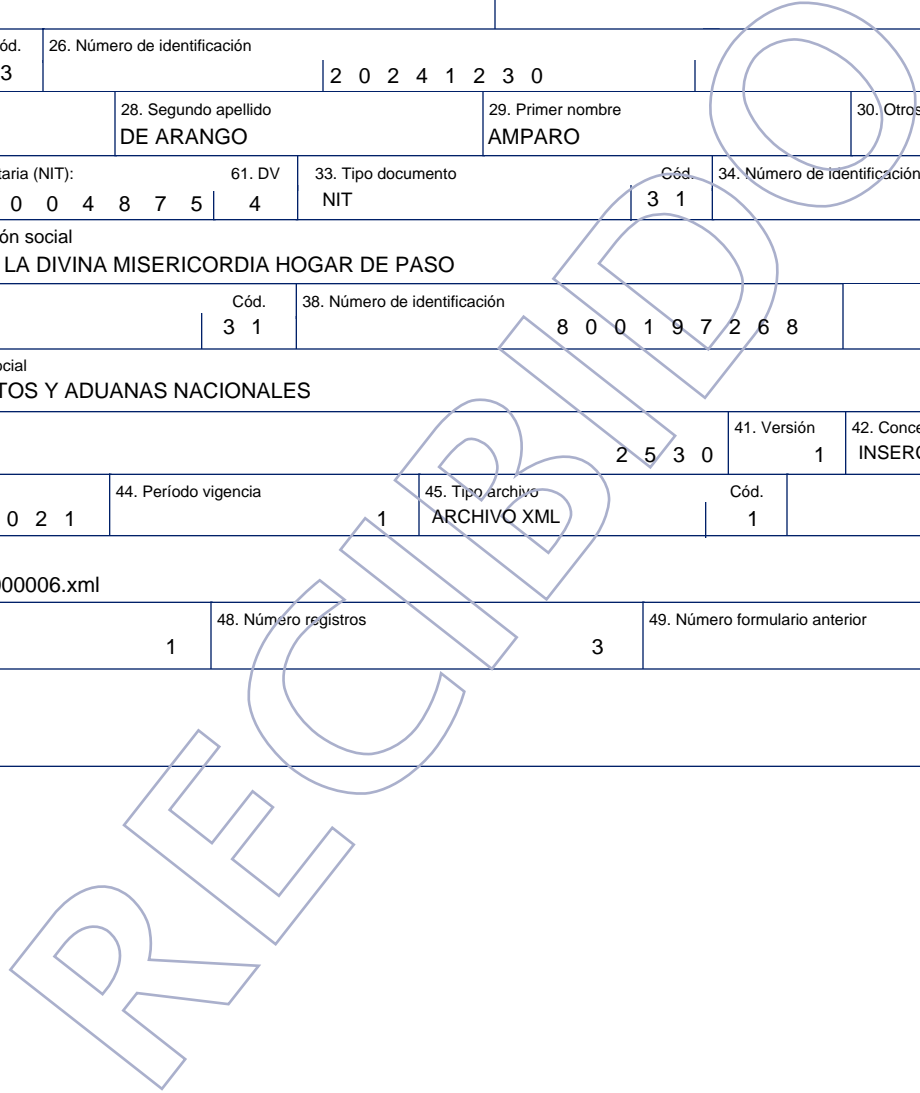 ód. 26. Número de identificación
3 2 0 2 4 1 2 3 0
28. Segundo apellido 29. Primer nombre 30. Otros
DE ARANGO AMPARO
taria (NIT): 61. DV 33. Tipo documento Cód. 34. Número de identificación
0 0 4 8 7 5 4 NIT 3 1
ón social
LA DIVINA MISERICORDIA HOGAR DE PASO
Cód. 38. Número de identificación
3 1 8 0 0 1 9 7 2 6 8
ocial
TOS Y ADUANAS NACIONALES
41. Versión 42. Conce
2 5 3 0 1 INSERC
44. Período vigencia 45. Tipo archivo Cód.
0 2 1 1 ARCHIVO XML 1
000006.xml
48. Número registros 49. Número formulario anterior
1 3
RECIBIDO